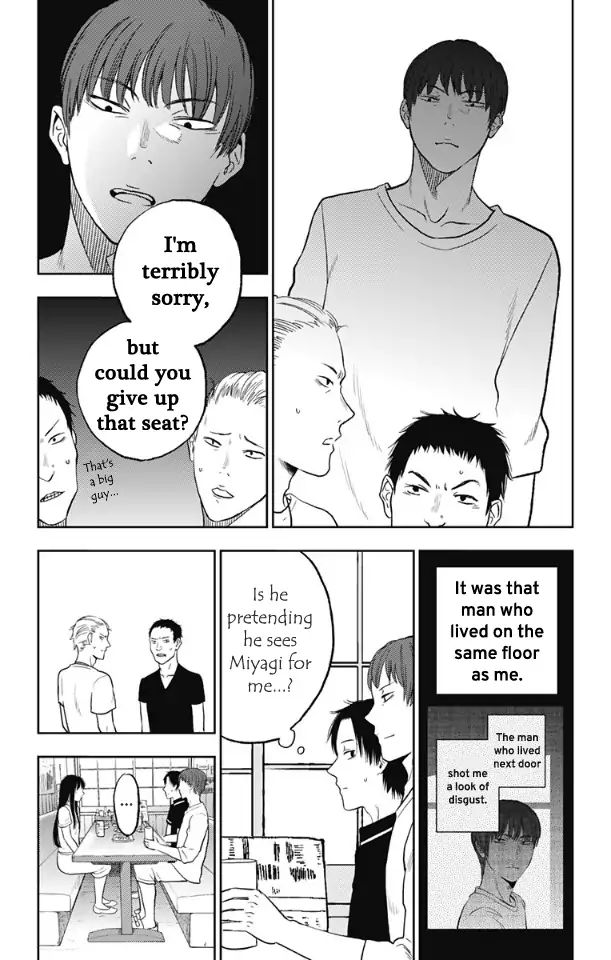 I'm
terribly
sorry,
but
could you
give up
that seat?
That's
a big
guy...
It was that
man who
lived on the
same floor
as me.
The man
who lived
next door
shot me
a look of
disgust.
Is he
pretending
he sees
Miyagi for
me...?
...